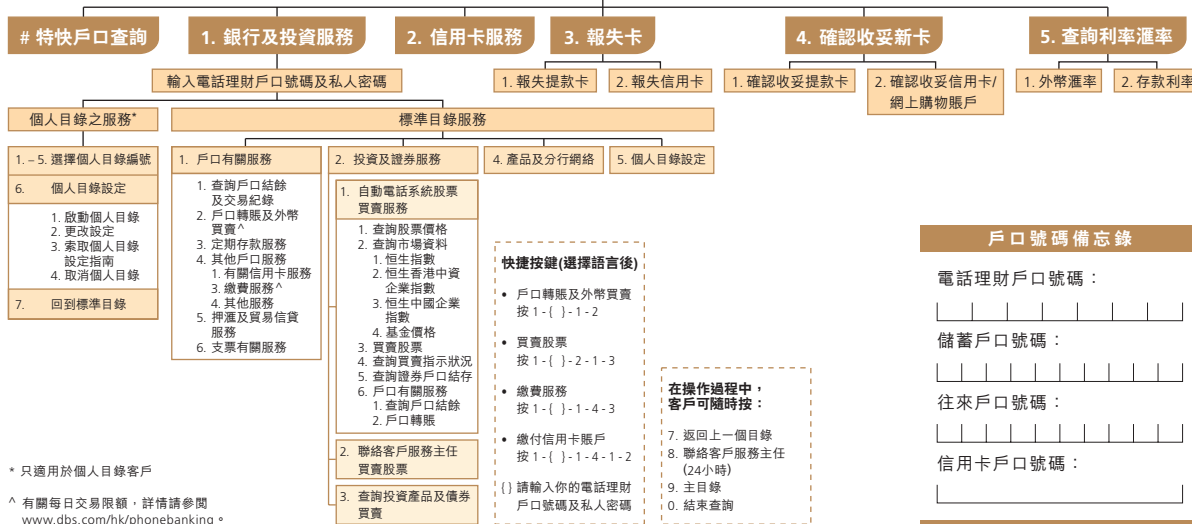 # 特快戶口查詢
1. 銀行及投資服務
2. 信用卡服務
3. 報失卡
4. 確認收妥新卡
5. 查詢利率滙率
輸入電話理財戶口號碼及私人密碼
1. 報失提款卡
2. 報失信用卡
1. 確認收妥提款卡
2. 確認收妥信用卡/
網上購物賬戶
1. 外幣滙率
2. 存款利率
個人目錄之服務*
標準目錄服務
1. – 5. 選擇個人目錄編號
6. 個人目錄設定
1. 啟動個人目錄
2. 更改設定
3. 索取個人目錄
設定指南
4. 取消個人目錄
7. 回到標準目錄
1. 戶口有關服務
1. 查詢戶口結餘
及交易紀錄
2. 戶口轉賬及外幣
買賣^
3. 定期存款服務
4. 其他戶口服務
1. 有關信用卡服務
3. 繳費服務^
4. 其他服務
5. 押滙及貿易信貸
服務
6. 支票有關服務
2. 投資及證券服務
1. 自動電話系統股票
買賣服務
1. 查詢股票價格
2. 查詢市場資料
1. 恒生指數
2. 恒生香港中資
企業指數
3. 恒生中國企業
指數
4. 基金價格
3. 買賣股票
4. 查詢買賣指示狀況
5. 查詢證券戶口結存
6. 戶口有關服務
1. 查詢戶口結餘
2. 戶口轉賬
2. 聯絡客戶服務主任
買賣股票
3. 查詢投資產品及債券
買賣
4. 產品及分行網絡
5. 個人目錄設定
快捷按鍵(選擇語言後)
• 戶口轉賬及外幣買賣
按 1 - { } - 1 - 2
• 買賣股票
按 1 - { } - 2 - 1 - 3
• 繳費服務
按 1 - { } - 1 - 4 - 3
• 繳付信用卡賬戶
按 1 - { } - 1 - 4 - 1 - 2
{ } 請輸入你的電話理財
戶口號碼及私人密碼
在操作過程中，
客戶可隨時按：
7. 返回上一個目錄
8. 聯絡客戶服務主任
(24小時)
9. 主目錄
0. 結束查詢
戶口號碼備忘錄
電話理財戶口號碼：
儲蓄戶口號碼：
往來戶口號碼：
信用卡戶口號碼：
* 只適用於個人目錄客戶
^ 有關每日交易限額，詳情請參閱
www.dbs.com/hk/phonebanking。